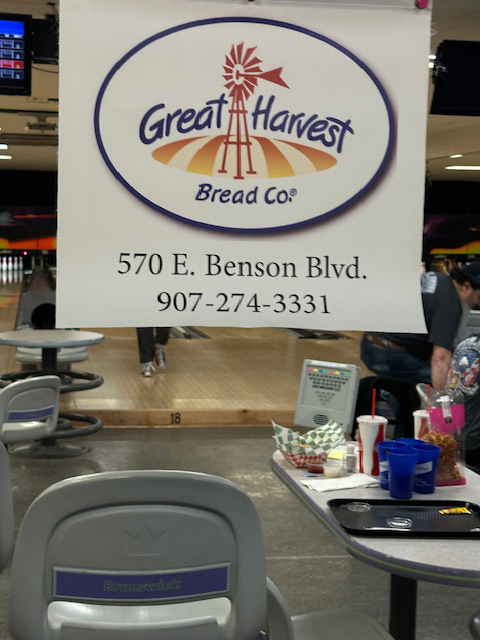 Great Harvest
Bread Co.®
570 E. Benson Blvd.
907-274-3331
18
Brunswick